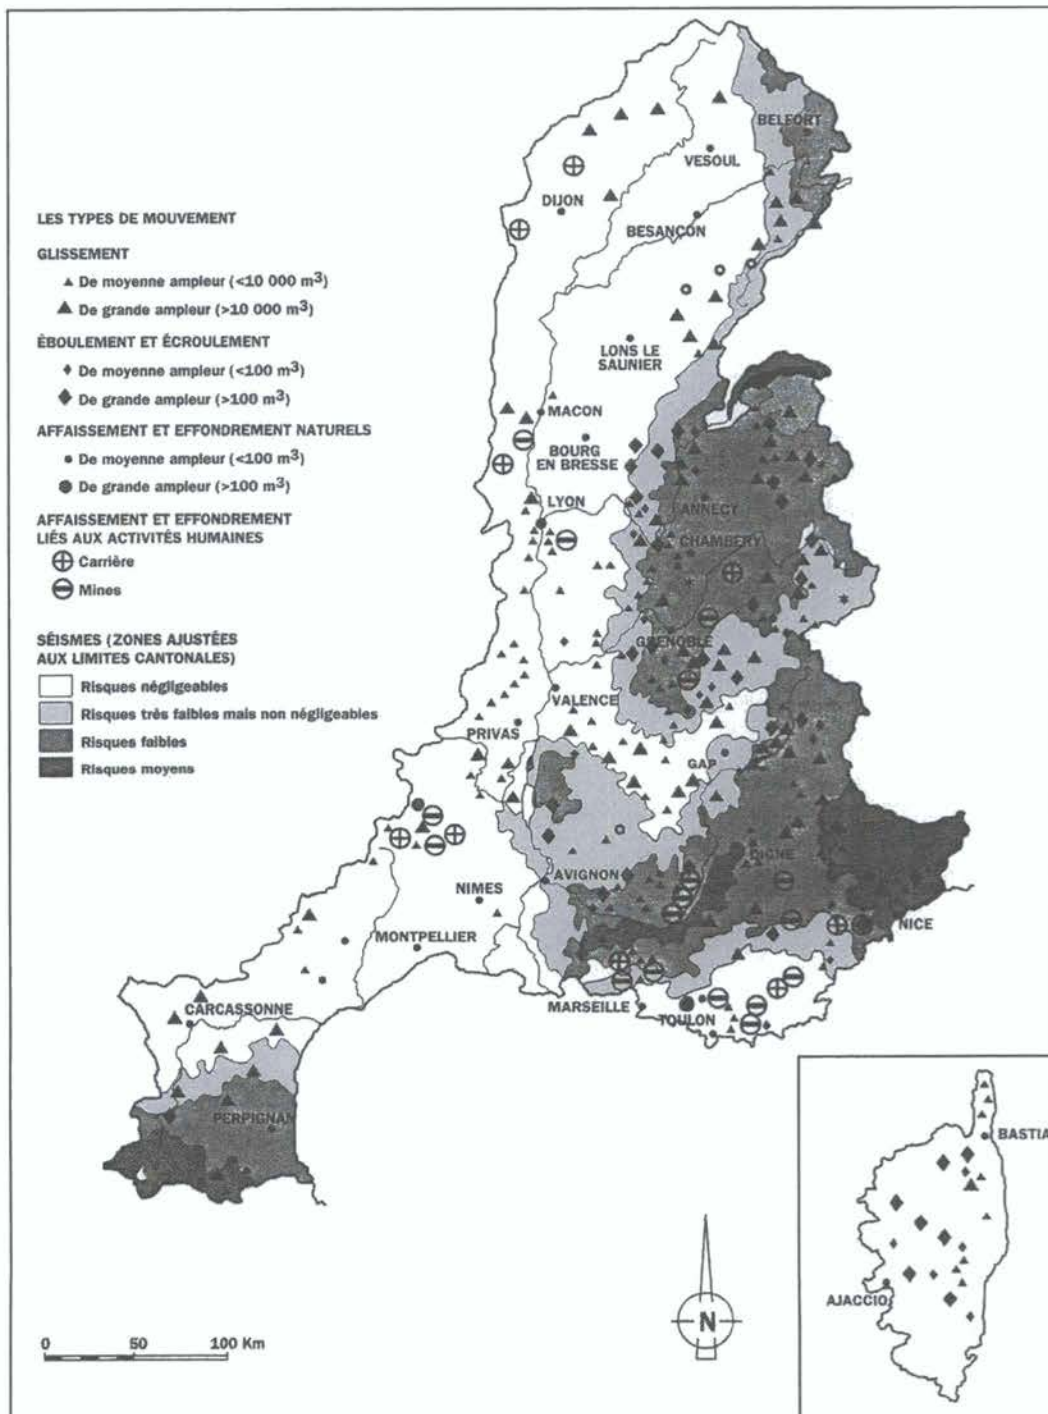 LES TYPES DE MOUVEMENT
GLISSEMENT
De moyenne ampleur (<10 000 m³)
De grande ampleur (>10 000 m³)
ÉBOULEMENT ET ÉCROULEMENT
De moyenne ampleur (<100 m³)
De grande ampleur (>100 m³)
AFFAISSEMENT ET EFFONDREMENT NATURELS
De moyenne ampleur (<100 m³)
De grande ampleur (>100 m³)
AFFAISSEMENT ET EFFONDREMENT
LIÉS AUX ACTIVITÉS HUMAINES
Carrière
Mines
SÉISMES (ZONES AJUSTÉES
AUX LIMITES CANTONALES)
Risques négligeables
Risques très faibles mais non négligeables
Risques faibles
Risques moyens
BELFORT
VESOUL
DIJON
BESANÇON
LONS LE
SAUNIER
MACON
BOURG
EN BRESSE
LYON
ANNECY
CHAMBERY
GRENOBLE
VALENCE
PRIVAS
GAP
DIGNE
AVIGNON
NIMES
NICE
MONTPELLIER
MARSEILLE
TOULON
CARCASSONNE
PERPIGNAN
BASTIA
AJACCIO
N
0 50 100 Km